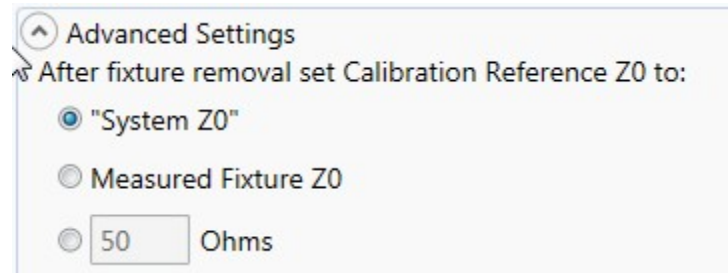 Advanced Settings
After fixture removal set Calibration Reference Z0 to:
"System Z0"
Measured Fixture Z0
50 Ohms